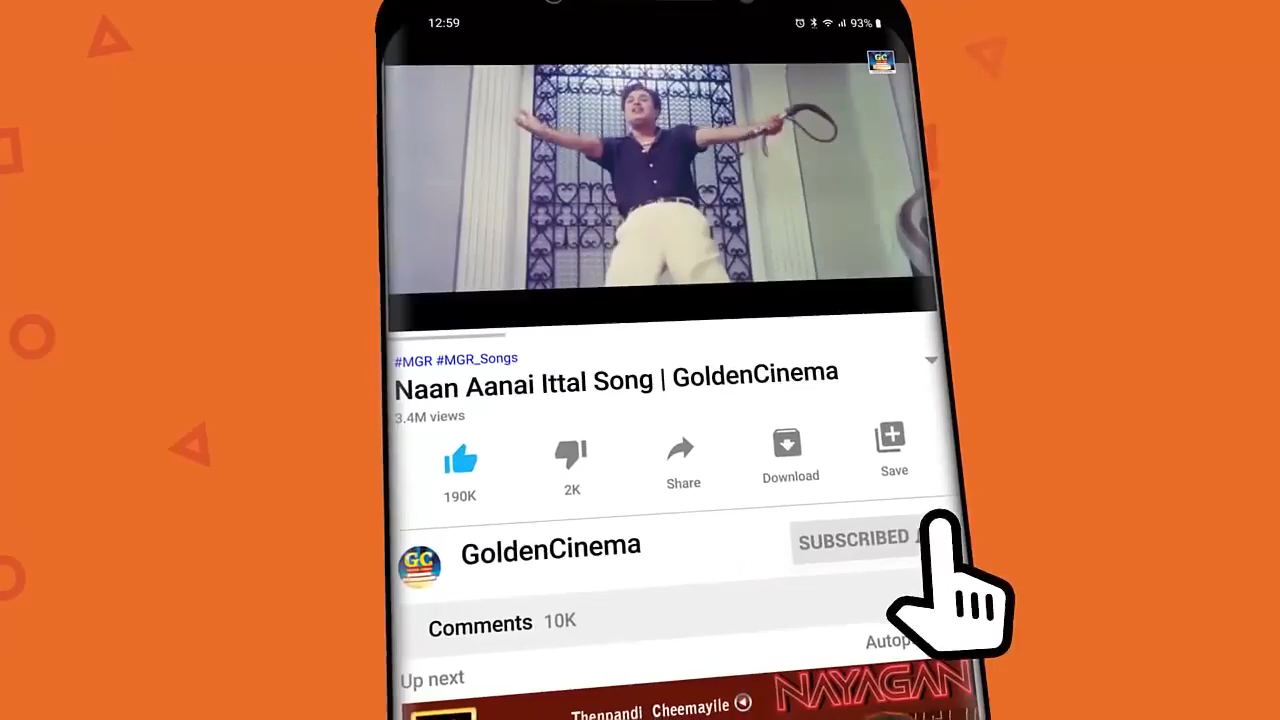 12:59
93%
GC
#MGR #MGR_Songs
Naan Aanai Ittal Song | GoldenCinema
3.4M views
190K
2K
Share
Download
Save
GC
GoldenCinema
SUBSCRIBED
Comments 10K
Autop
Up next
Thenpandi Cheemayile
NAYAGAN